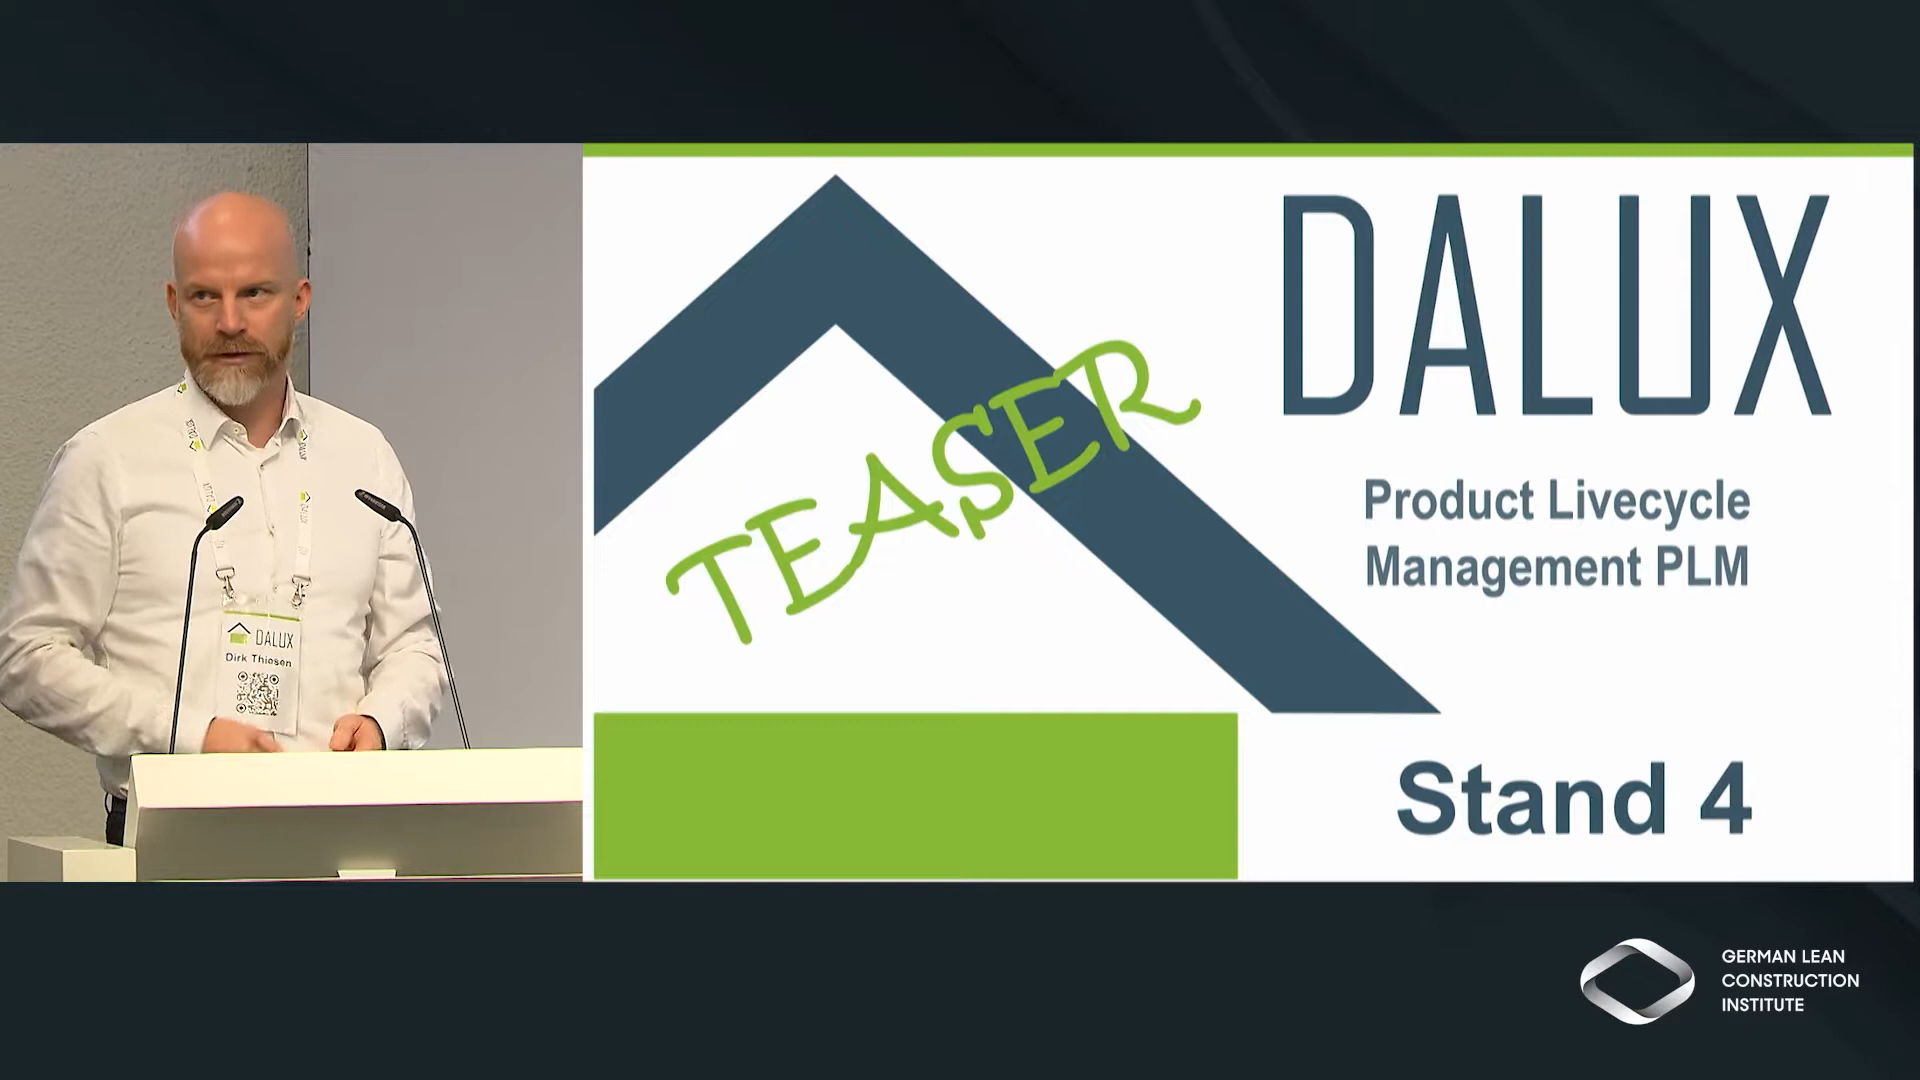 DALUX
Dirk Thiesen
TEASER
DALUX
Product Livecycle
Management PLM
Stand 4
GERMAN LEAN
CONSTRUCTION
INSTITUTE